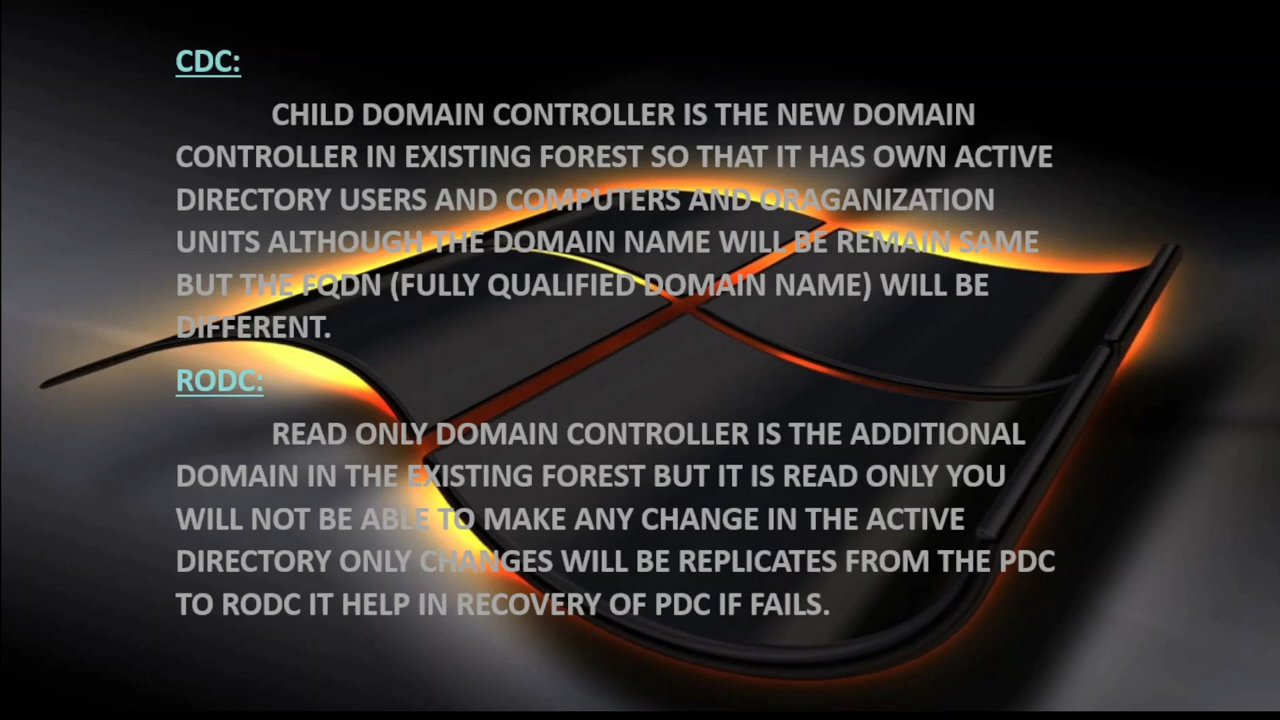 CDC:
CHILD DOMAIN CONTROLLER IS THE NEW DOMAIN
CONTROLLER IN EXISTING FOREST SO THAT IT HAS OWN ACTIVE
DIRECTORY USERS AND COMPUTERS AND ORAGANIZATION
UNITS ALTHOUGH THE DOMAIN NAME WILL BE REMAIN SAME
BUT THE FQDN (FULLY QUALIFIED DOMAIN NAME) WILL BE
DIFFERENT.
RODC:
READ ONLY DOMAIN CONTROLLER IS THE ADDITIONAL
DOMAIN IN THE EXISTING FOREST BUT IT IS READ ONLY YOU
WILL NOT BE ABLE TO MAKE ANY CHANGE IN THE ACTIVE
DIRECTORY ONLY CHANGES WILL BE REPLICATES FROM THE PDC
TO RODC IT HELP IN RECOVERY OF PDC IF FAILS.